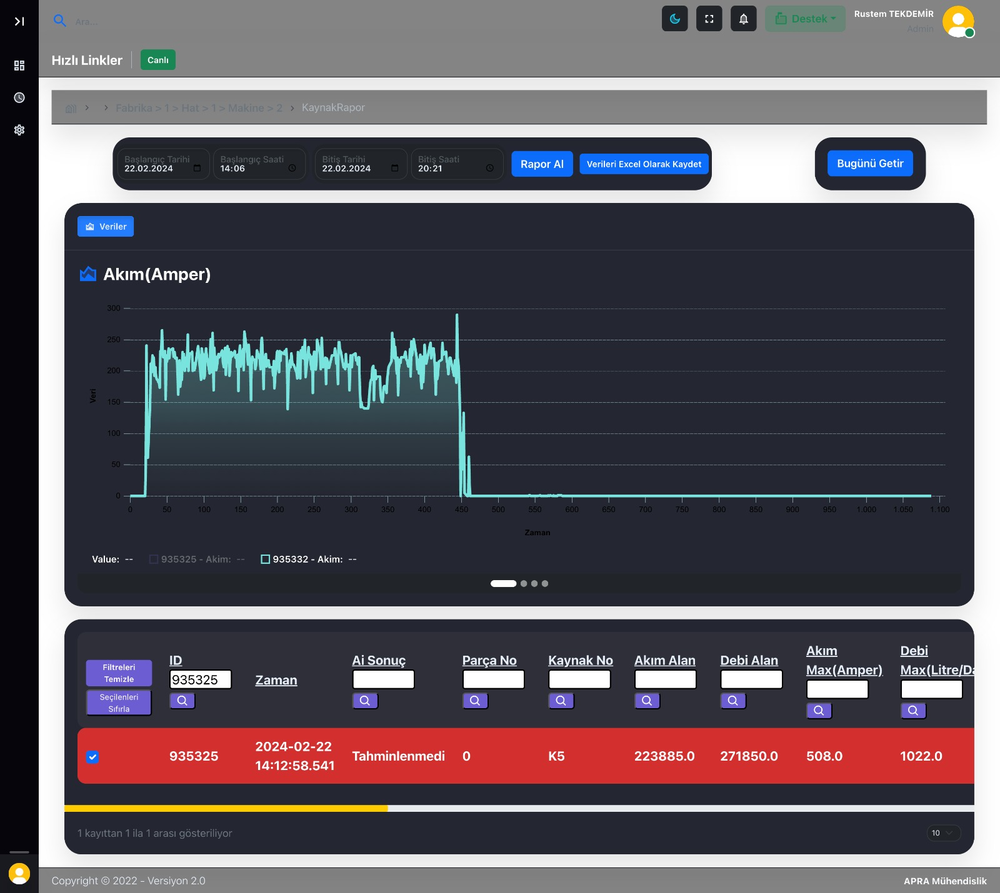 Ara...
Destek
Rustem TEKDEMİR
Admin
Hızlı Linkler
Canlı
Fabrika > 1 > Hat > 1 > Makine > 2 > KaynakRapor
Başlangıç Tarihi
22.02.2024
Başlangıç Saati
14:06
Bitiş Tarihi
22.02.2024
Bitiş Saati
20:21
Rapor Al
Verileri Excel Olarak Kaydet
Bugünü Getir
Veriler
Akım(Amper)
300
250
200
150
100
50
0
Veri
0 50 100 150 200 250 300 350 400 450 500 550 600 650 700 750 800 850 900 950 1.000 1.050 1.100
Zaman
Value: -- 935325 - Akim: -- 935332 - Akim: --
Filtreleri
Temizle
Seçilenleri
Sıfırla
ID
935325
Zaman
Ai Sonuç
Parça No
Kaynak No
Akım Alan
Debi Alan
Akım
Max(Amper)
Debi
Max(Litre/Da
935325
2024-02-22
14:12:58.541
Tahminlenmedi
0
K5
223885.0
271850.0
508.0
1022.0
1 kayıttan 1 ila 1 arası gösteriliyor
10
Copyright © 2022 - Versiyon 2.0
APRA Mühendislik